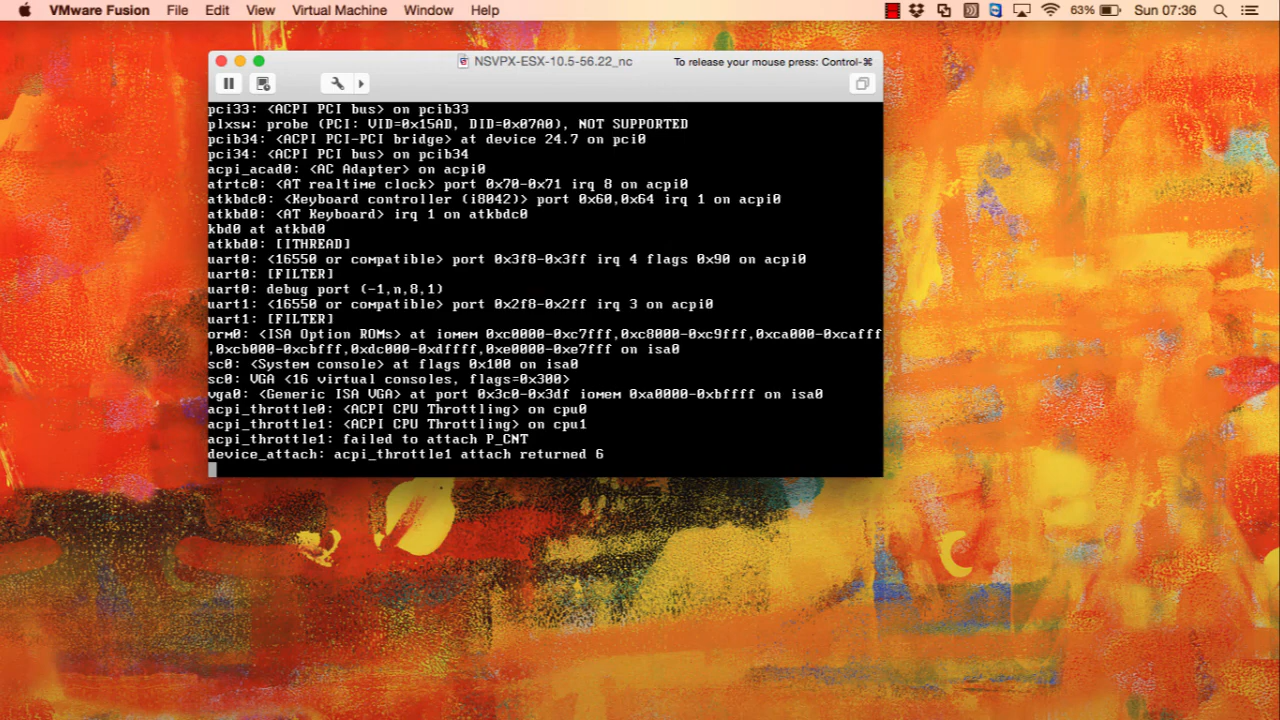 VMware Fusion File Edit View Virtual Machine Window Help 63% Sun 07:36
NSVPX-ESX-10.5-56.22_nc To release your mouse press: Control-⌘
pci33: <ACPI PCI bus> on pcib33
plxsw: probe (PCI: VID=0x15AD, DID=0x07A0), NOT SUPPORTED
pcib34: <ACPI PCI-PCI bridge> at device 24.7 on pci0
pci34: <ACPI PCI bus> on pcib34
acpi_acad0: <AC Adapter> on acpi0
atrtc0: <AT realtime clock> port 0x70-0x71 irq 8 on acpi0
atkbdc0: <Keyboard controller (i8042)> port 0x60,0x64 irq 1 on acpi0
atkbd0: <AT Keyboard> irq 1 on atkbdc0
kbd0 at atkbd0
atkbd0: [ITHREAD]
uart0: <16550 or compatible> port 0x3f8-0x3ff irq 4 flags 0x90 on acpi0
uart0: [FILTER]
uart0: debug port (-1,n,8,1)
uart1: <16550 or compatible> port 0x2f8-0x2ff irq 3 on acpi0
uart1: [FILTER]
orm0: <ISA Option ROMs> at iomem 0xc0000-0xc7fff,0xc8000-0xc9fff,0xca000-0xcafff
,0xcb000-0xcbfff,0xdc000-0xdffff,0xe0000-0xe7fff on isa0
sc0: <System console> at flags 0x100 on isa0
sc0: VGA <16 virtual consoles, flags=0x300>
vga0: <Generic ISA VGA> at port 0x3c0-0x3df iomem 0xa0000-0xbffff on isa0
acpi_throttle0: <ACPI CPU Throttling> on cpu0
acpi_throttle1: <ACPI CPU Throttling> on cpu1
acpi_throttle1: failed to attach P_CNT
device_attach: acpi_throttle1 attach returned 6